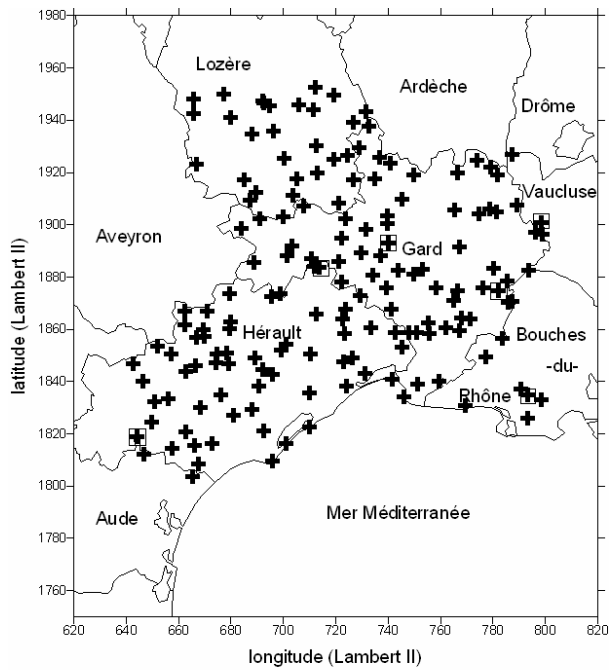 1980
Lozère
1960
Ardèche
Drôme
1940
1920
Vaucluse
1900
Aveyron
Gard
1880
Bouches
1860
Hérault
-du-
1840
Rhône
1820
1800
Aude
Mer Méditerranée
1780
1760
620 640 660 680 700 720 740 760 780 800 820
longitude (Lambert II)
latitude (Lambert II)